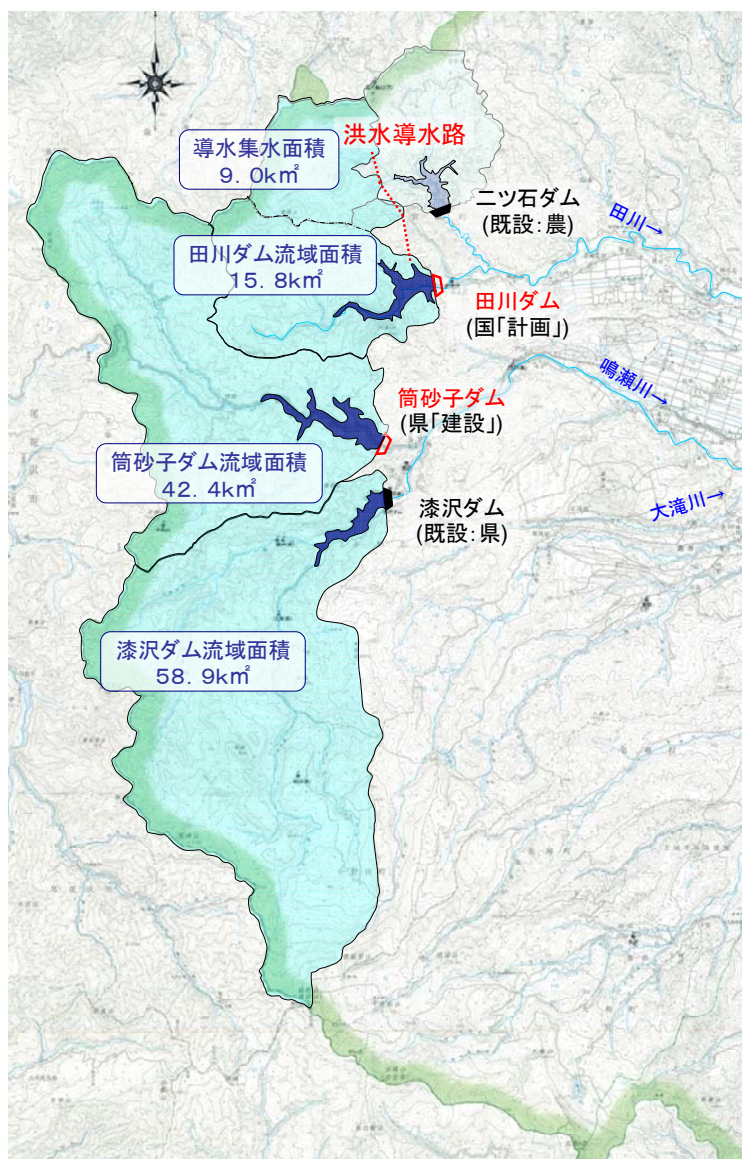 洪水導水路
導水集水面積
9.0k㎡
二ツ石ダム
(既設:農)
田川→
田川ダム流域面積
15.8k㎡
田川ダム
(国「計画」)
鳴瀬川→
筒砂子ダム
(県「建設」)
筒砂子ダム流域面積
42.4k㎡
漆沢ダム
(既設:県)
大滝川→
漆沢ダム流域面積
58.9k㎡